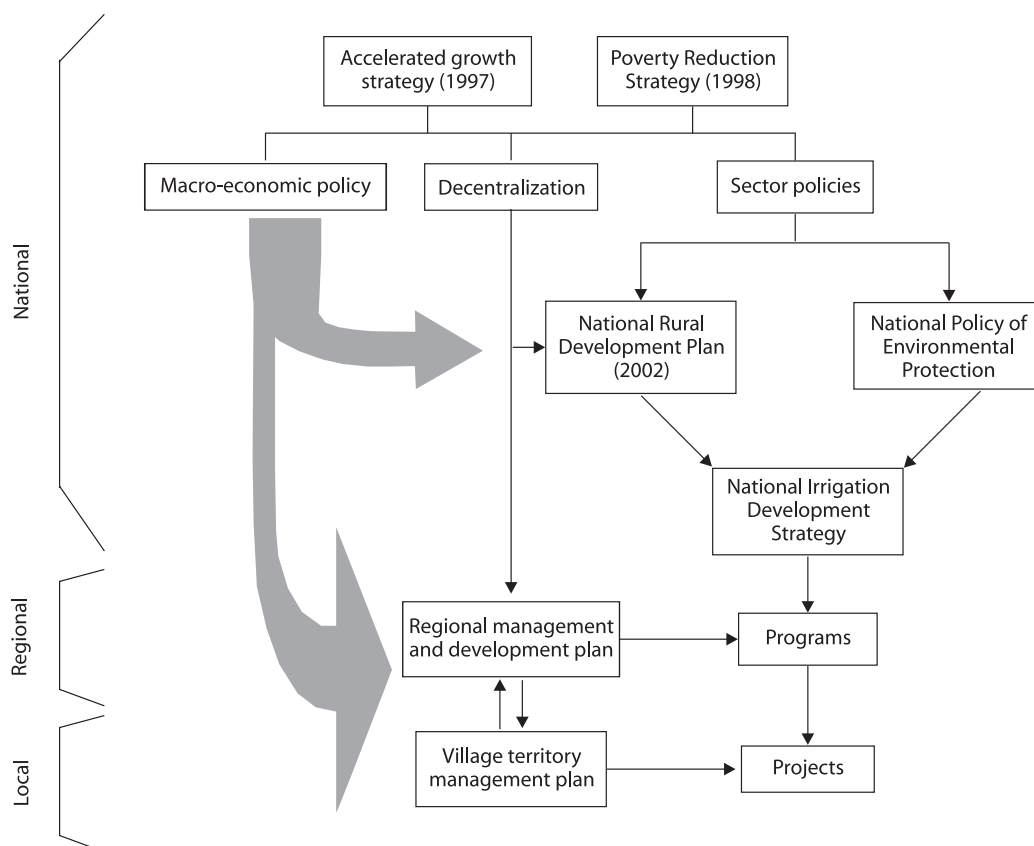 Accelerated growth
strategy (1997)
Poverty Reduction
Strategy (1998)
Macro-economic policy
Decentralization
Sector policies
National
National Rural
Development Plan
(2002)
National Policy of
Environmental
Protection
National Irrigation
Development
Strategy
Regional
Regional management
and development plan
Programs
Local
Village territory
management plan
Projects